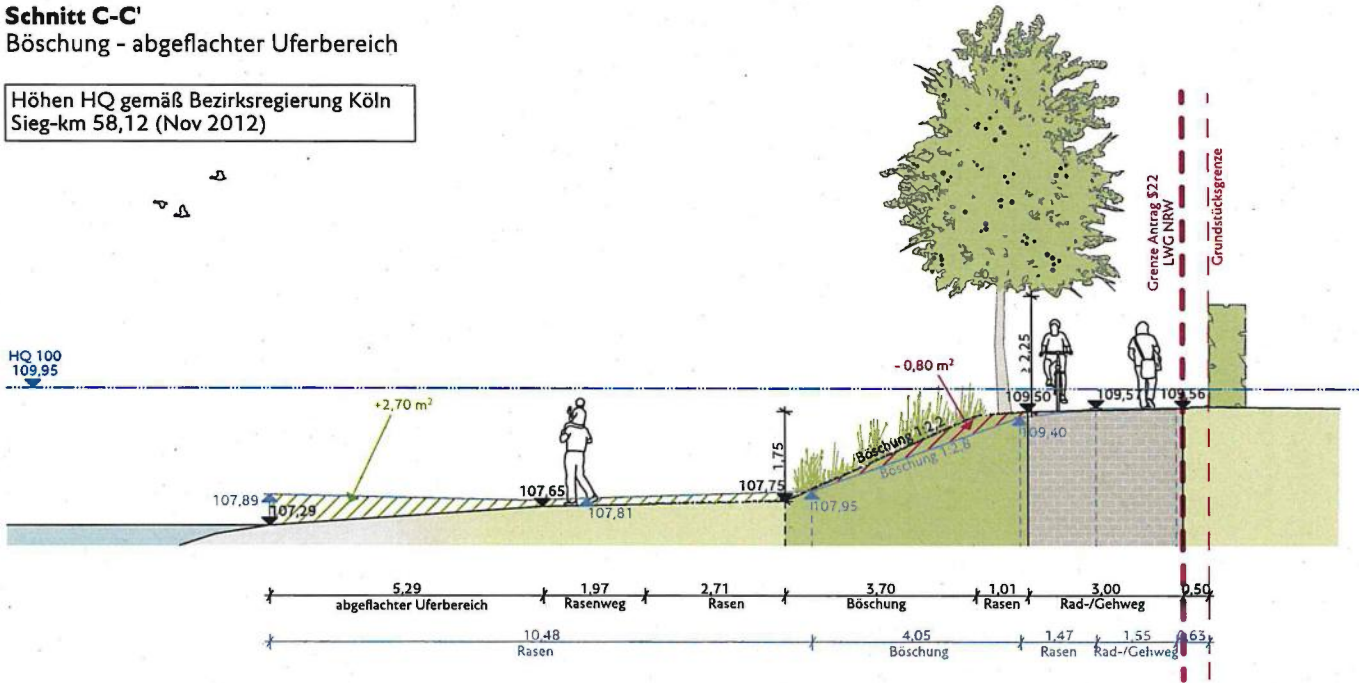 Schnitt C-C'
Böschung - abgeflachter Uferbereich
Höhen HQ gemäß Bezirksregierung Köln
Sieg-km 58,12 (Nov 2012)
Grenze Antrag §22
LWG NRW
Grundstücksgrenze
HQ 100
109,95
+2,70 m²
- 0,80 m²
≥ 2,25
109,50
109,51
109,56
109,40
1,75
Böschung 1:2,2
Böschung 1:2,8
107,89
107,29
107,65
107,81
107,75
107,95
5,29
1,97
2,71
3,70
1,01
3,00
0,50
abgeflachter Uferbereich
Rasenweg
Rasen
Böschung
Rasen
Rad-/Gehweg
10,48
4,05
1,47
1,55
0,63
Rasen
Böschung
Rasen
Rad-/Gehweg